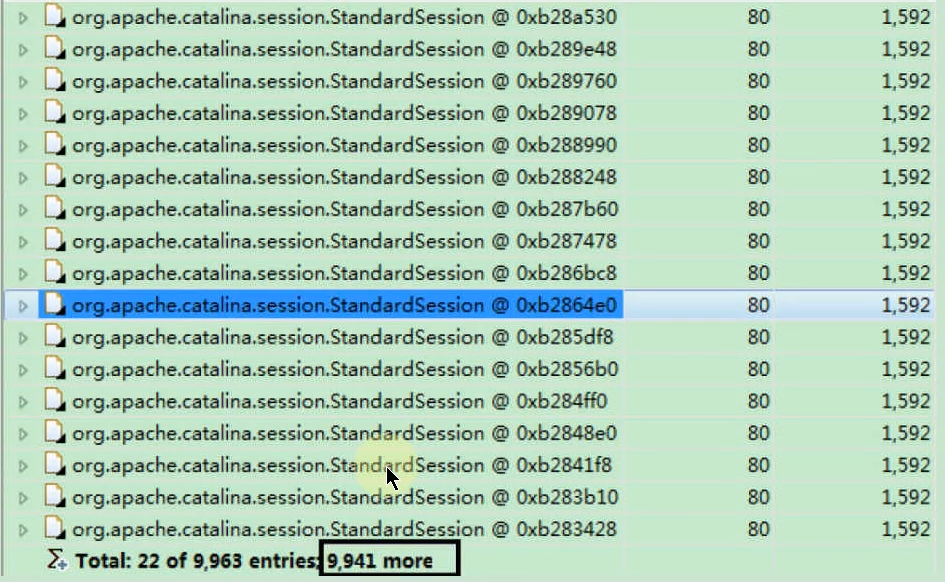 org.apache.catalina.session.StandardSession @ 0xb28a530 80 1,592
org.apache.catalina.session.StandardSession @ 0xb289e48 80 1,592
org.apache.catalina.session.StandardSession @ 0xb289760 80 1,592
org.apache.catalina.session.StandardSession @ 0xb289078 80 1,592
org.apache.catalina.session.StandardSession @ 0xb288990 80 1,592
org.apache.catalina.session.StandardSession @ 0xb288248 80 1,592
org.apache.catalina.session.StandardSession @ 0xb287b60 80 1,592
org.apache.catalina.session.StandardSession @ 0xb287478 80 1,592
org.apache.catalina.session.StandardSession @ 0xb286bc8 80 1,592
org.apache.catalina.session.StandardSession @ 0xb2864e0 80 1,592
org.apache.catalina.session.StandardSession @ 0xb285df8 80 1,592
org.apache.catalina.session.StandardSession @ 0xb2856b0 80 1,592
org.apache.catalina.session.StandardSession @ 0xb284ff0 80 1,592
org.apache.catalina.session.StandardSession @ 0xb2848e0 80 1,592
org.apache.catalina.session.StandardSession @ 0xb2841f8 80 1,592
org.apache.catalina.session.StandardSession @ 0xb283b10 80 1,592
org.apache.catalina.session.StandardSession @ 0xb283428 80 1,592
Total: 22 of 9,963 entries; 9,941 more